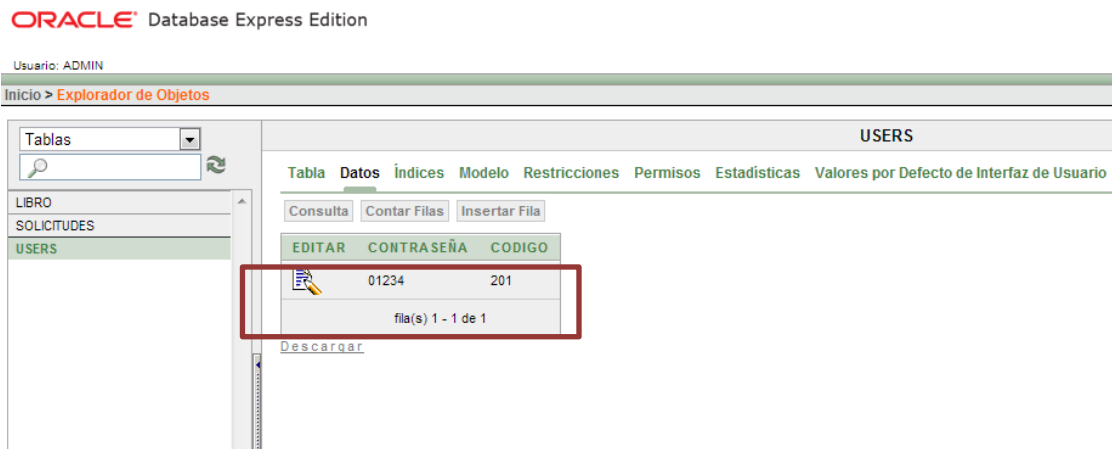 ORACLE® Database Express Edition
Usuario: ADMIN
Inicio > Explorador de Objetos
Tablas
USERS
Tabla Datos Índices Modelo Restricciones Permisos Estadísticas Valores por Defecto de Interfaz de Usuario
LIBRO
SOLICITUDES
USERS
Consulta Contar Filas Insertar Fila
EDITAR CONTRASEÑA CODIGO
01234 201
fila(s) 1 - 1 de 1
Descargar